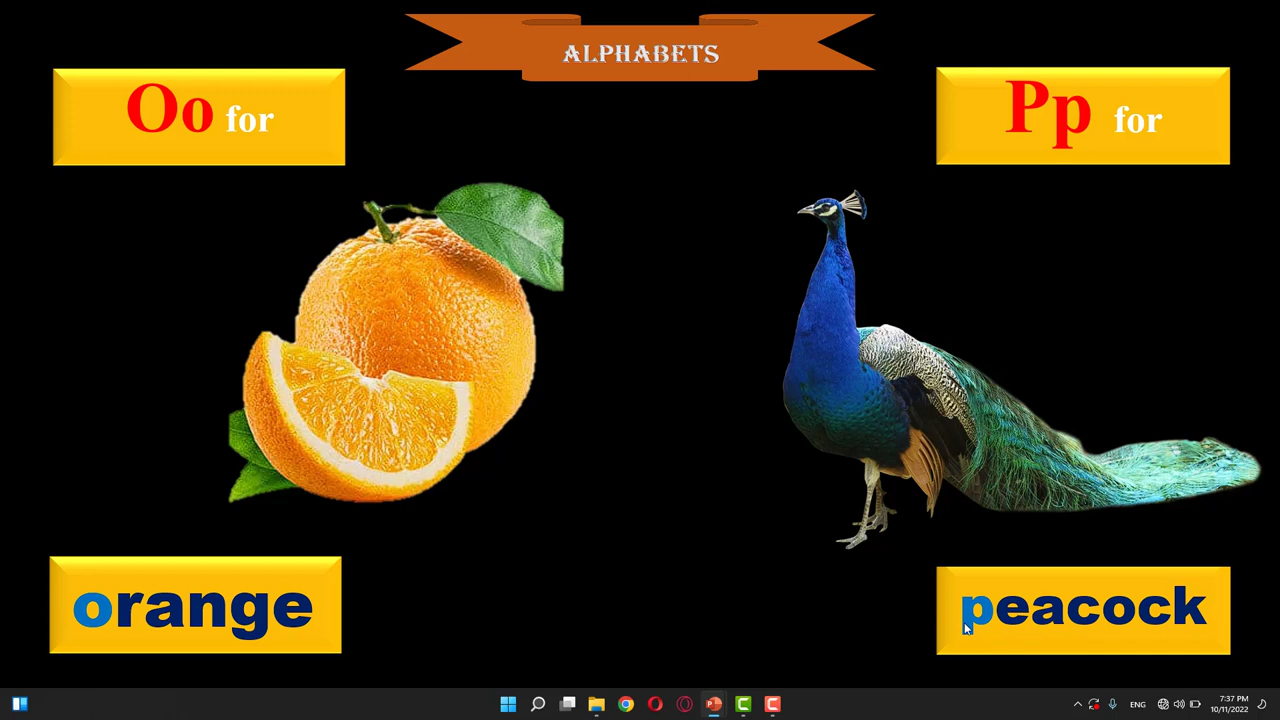 ALPHABETS
Oo for
Pp for
orange
peacock
ENG
7:37 PM
10/11/2022